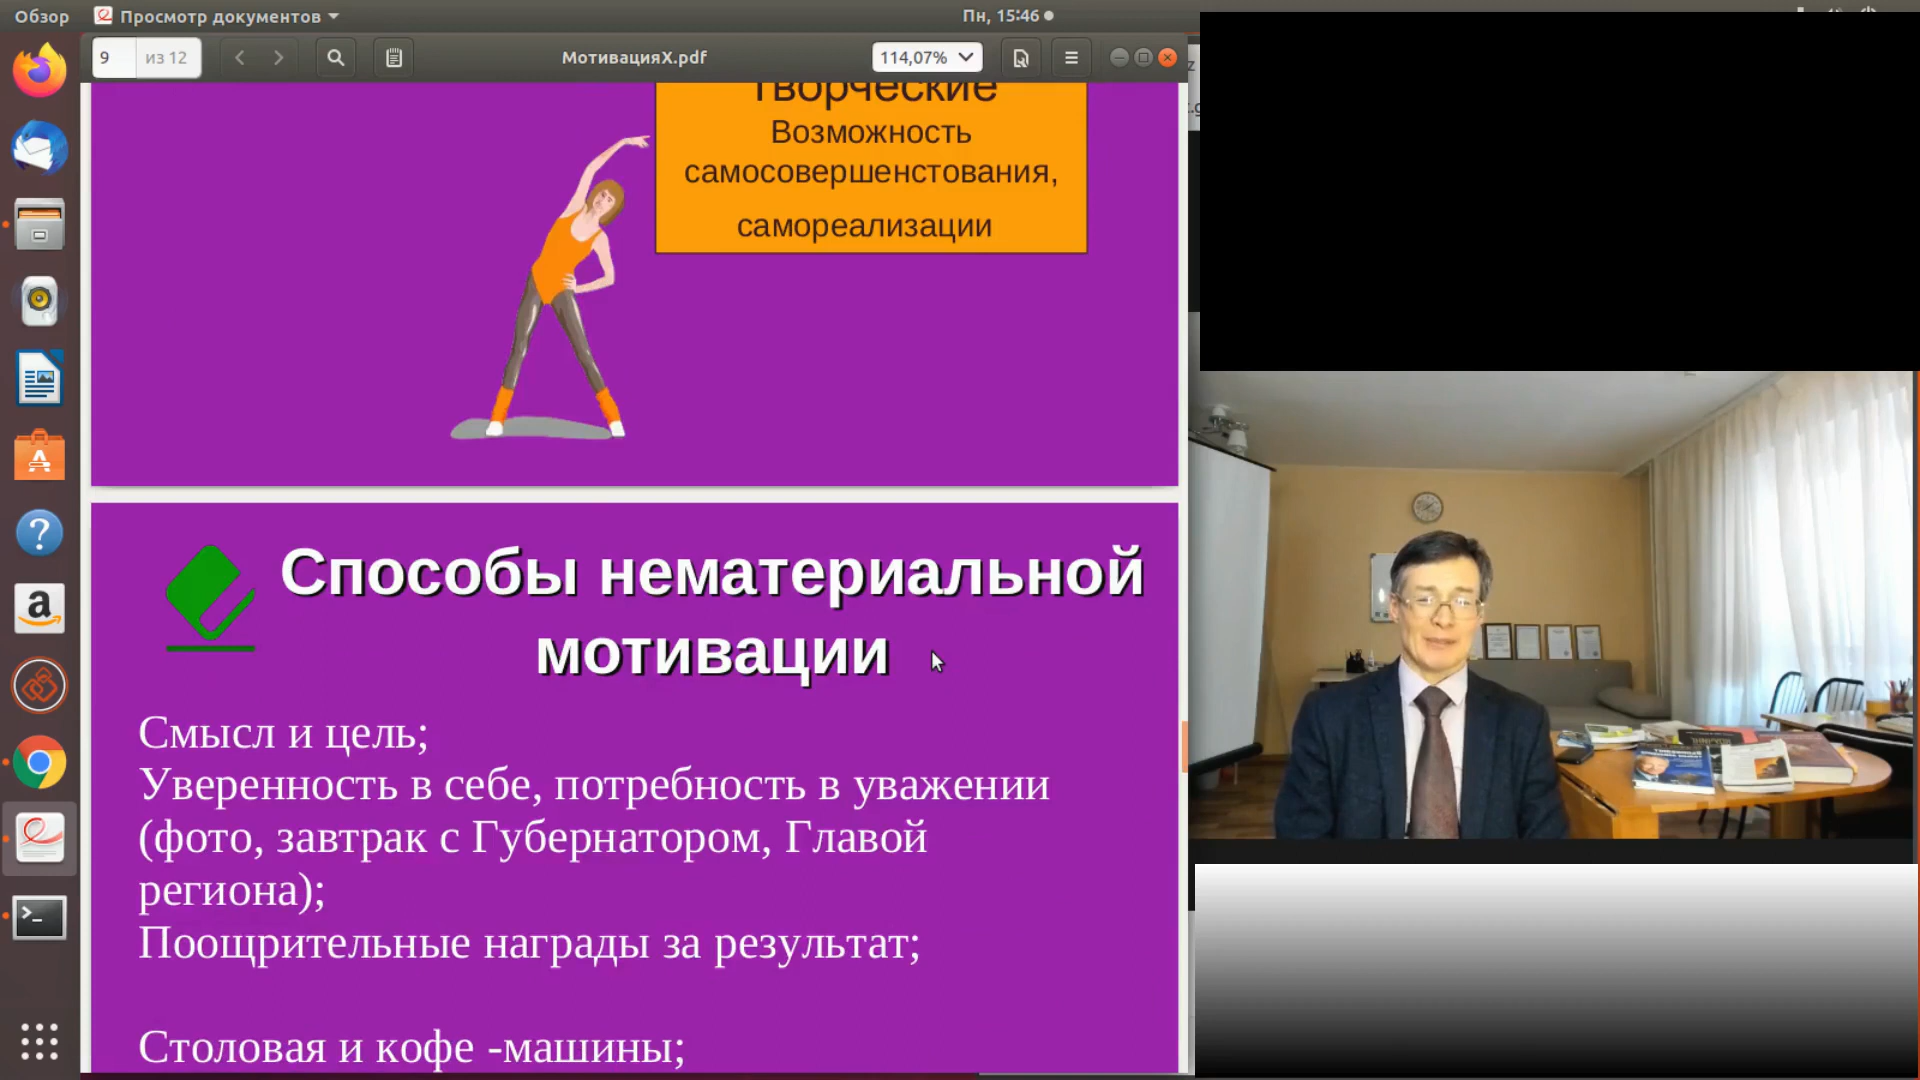 Обзор
Просмотр документов
Пн, 15:46
9
из 12
МотивацияX.pdf
114,07%
Творческие
Возможность
самосовершенстования,
самореализации
Способы нематериальной
мотивации
Смысл и цель;
Уверенность в себе, потребность в уважении
(фото, завтрак с Губернатором, Главой
региона);
Поощрительные награды за результат;
Столовая и кофе -машины;